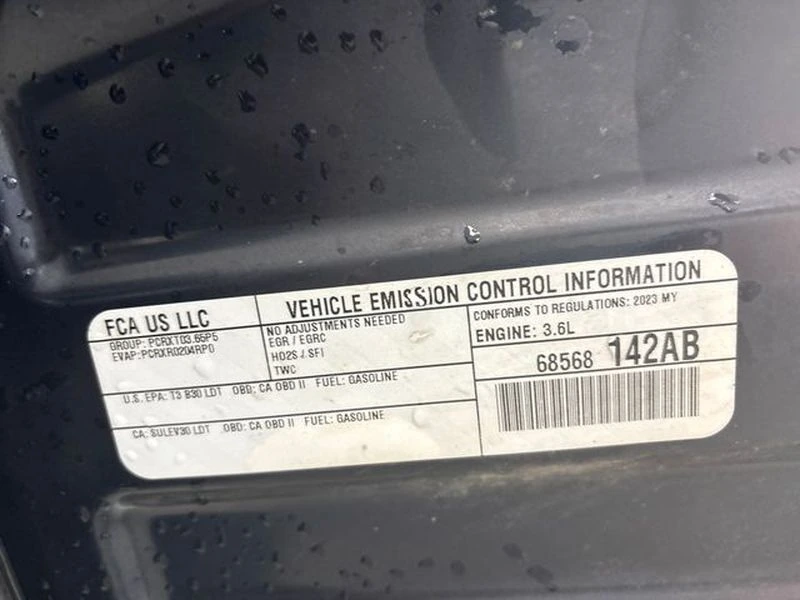 FCA US LLC
VEHICLE EMISSION CONTROL INFORMATION
GROUP: PCRXT03.65P5
EVAP: PCRXR0204RP0
NO ADJUSTMENTS NEEDED
EGR / EGRC
HO2S / SFI
TWC
CONFORMS TO REGULATIONS: 2023 MY
ENGINE: 3.6L
68568 142AB
U.S. EPA: T3 B30 LDT OBD: CA OBD II FUEL: GASOLINE
CA: SULEV30 LDT OBD: CA OBD II FUEL: GASOLINE